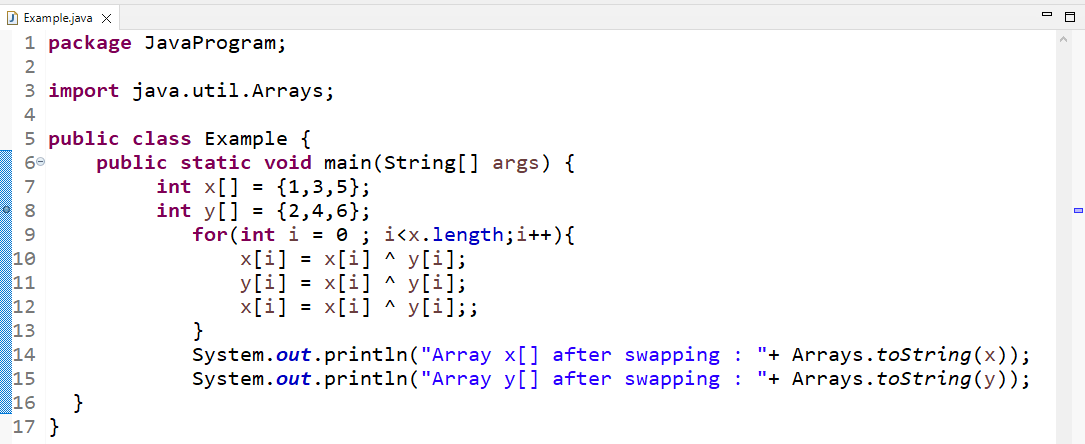 Example.java
1 package JavaProgram;
2
3 import java.util.Arrays;
4
5 public class Example {
6 public static void main(String[] args) {
7 int x[] = {1,3,5};
8 int y[] = {2,4,6};
9 for(int i = 0 ; i<x.length;i++){
10 x[i] = x[i] ^ y[i];
11 y[i] = x[i] ^ y[i];
12 x[i] = x[i] ^ y[i];;
13 }
14 System.out.println("Array x[] after swapping : "+ Arrays.toString(x));
15 System.out.println("Array y[] after swapping : "+ Arrays.toString(y));
16 }
17 }